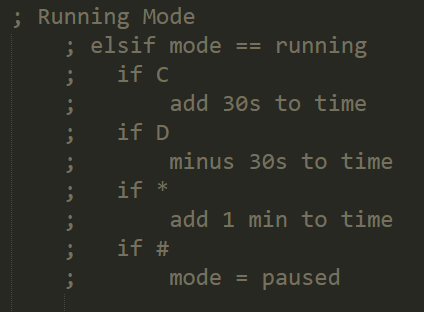 ; Running Mode
; elsif mode == running
; if C
; add 30s to time
; if D
; minus 30s to time
; if *
; add 1 min to time
; if #
; mode = paused